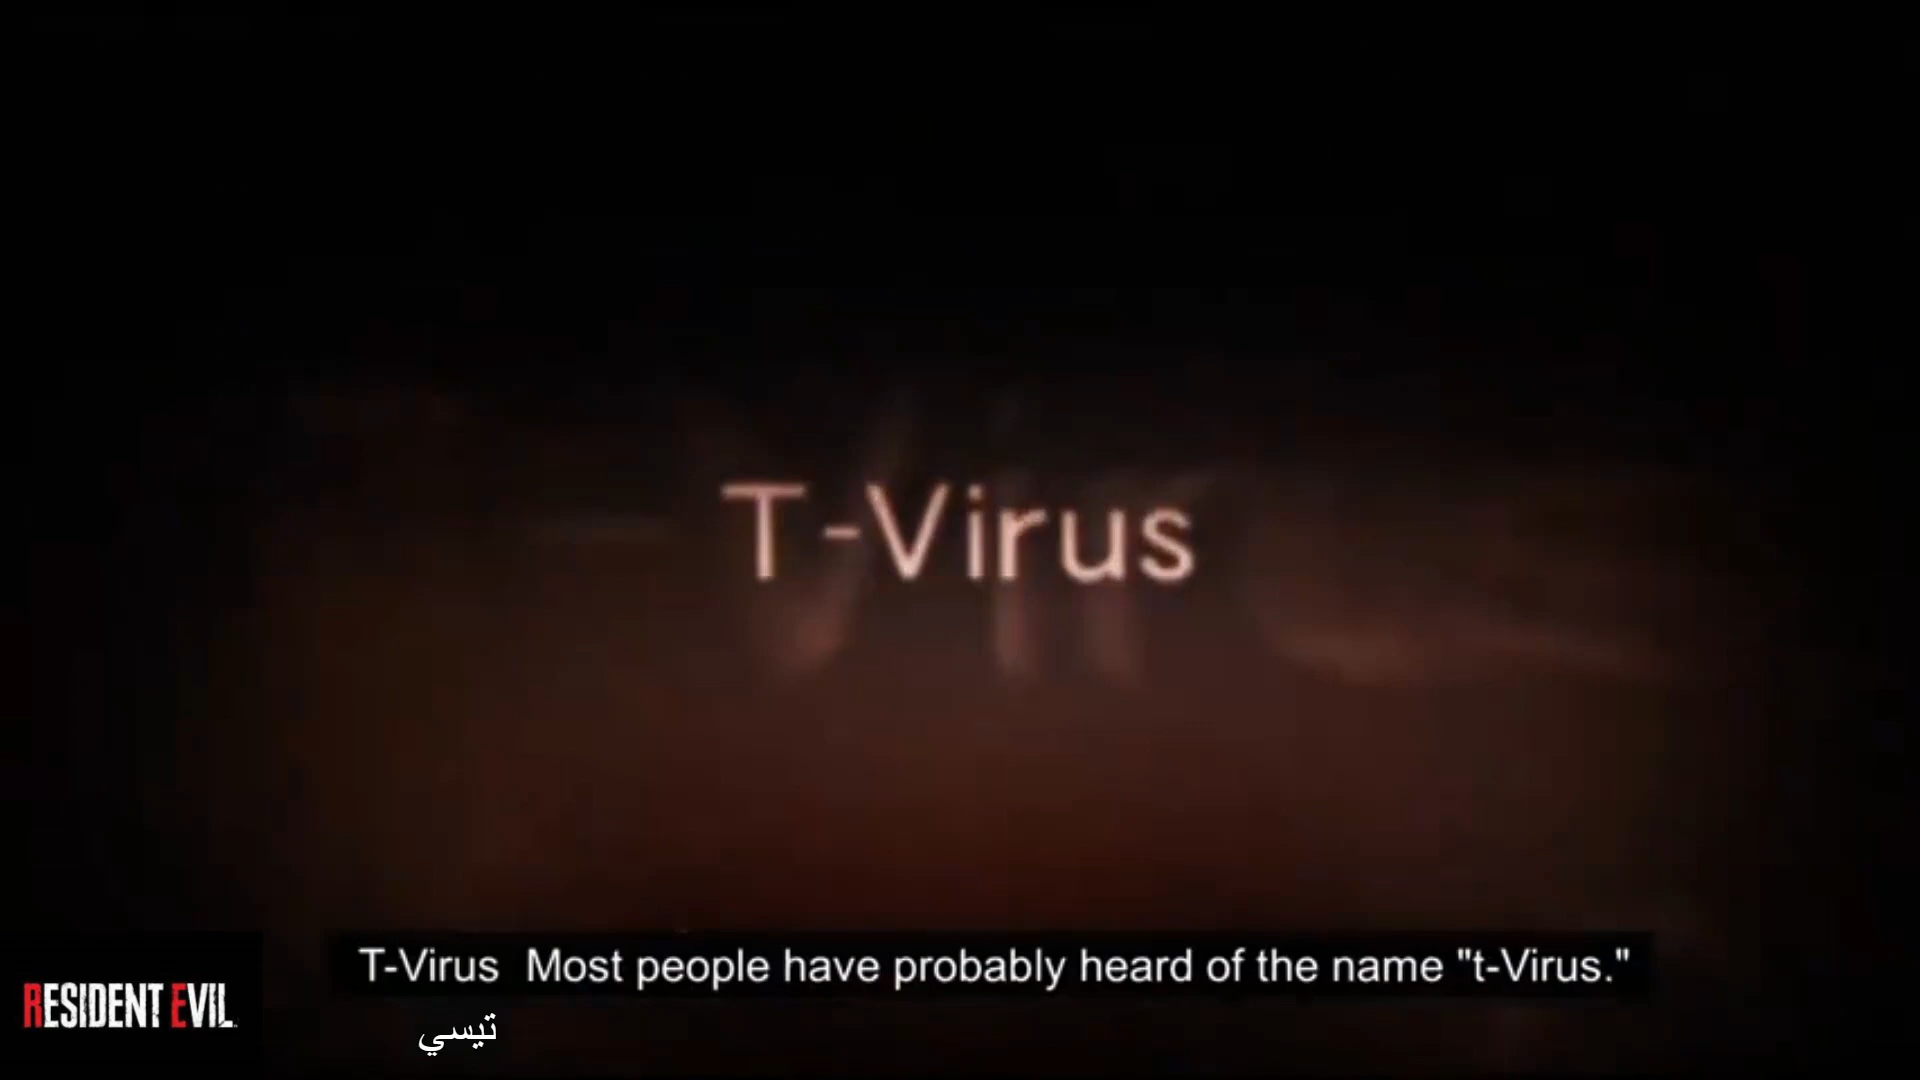 T-Virus
T-Virus  Most people have probably heard of the name "t-Virus."
RESIDENT EVIL
تيسي